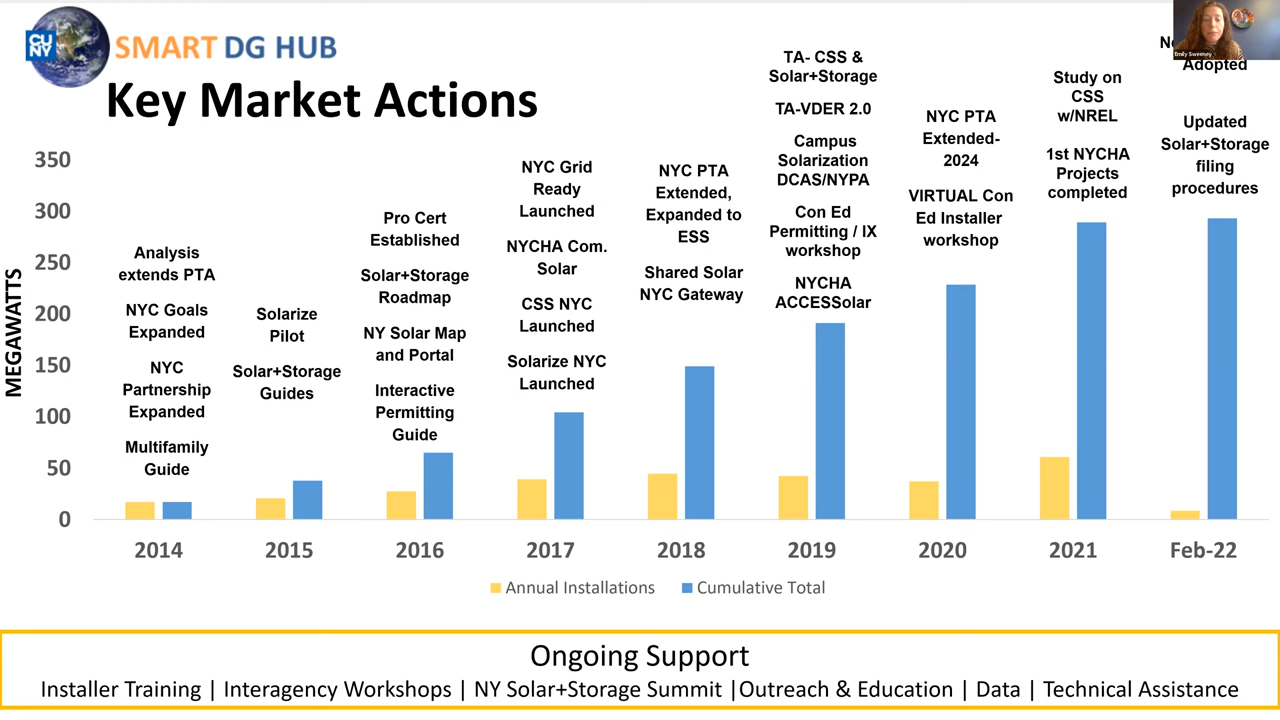 CU
NY
SMART DG HUB
Key Market Actions
Emily Sweeney
MEGAWATTS
350
300
250
200
150
100
50
0
Analysis
extends PTA
NYC Goals
Expanded
NYC
Partnership
Expanded
Multifamily
Guide
Solarize
Pilot
Solar+Storage
Guides
Pro Cert
Established
Solar+Storage
Roadmap
NY Solar Map
and Portal
Interactive
Permitting
Guide
NYC Grid
Ready
Launched
NYCHA Com.
Solar
CSS NYC
Launched
Solarize NYC
Launched
NYC PTA
Extended,
Expanded to
ESS
Shared Solar
NYC Gateway
TA- CSS &
Solar+Storage
TA-VDER 2.0
Campus
Solarization
DCAS/NYPA
Con Ed
Permitting / IX
workshop
NYCHA
ACCESSolar
NYC PTA
Extended-
2024
VIRTUAL Con
Ed Installer
workshop
Study on
CSS
w/NREL
1st NYCHA
Projects
completed
Adopted
Updated
Solar+Storage
filing
procedures
2014
2015
2016
2017
2018
2019
2020
2021
Feb-22
Annual Installations
Cumulative Total
Ongoing Support
Installer Training | Interagency Workshops | NY Solar+Storage Summit |Outreach & Education | Data | Technical Assistance